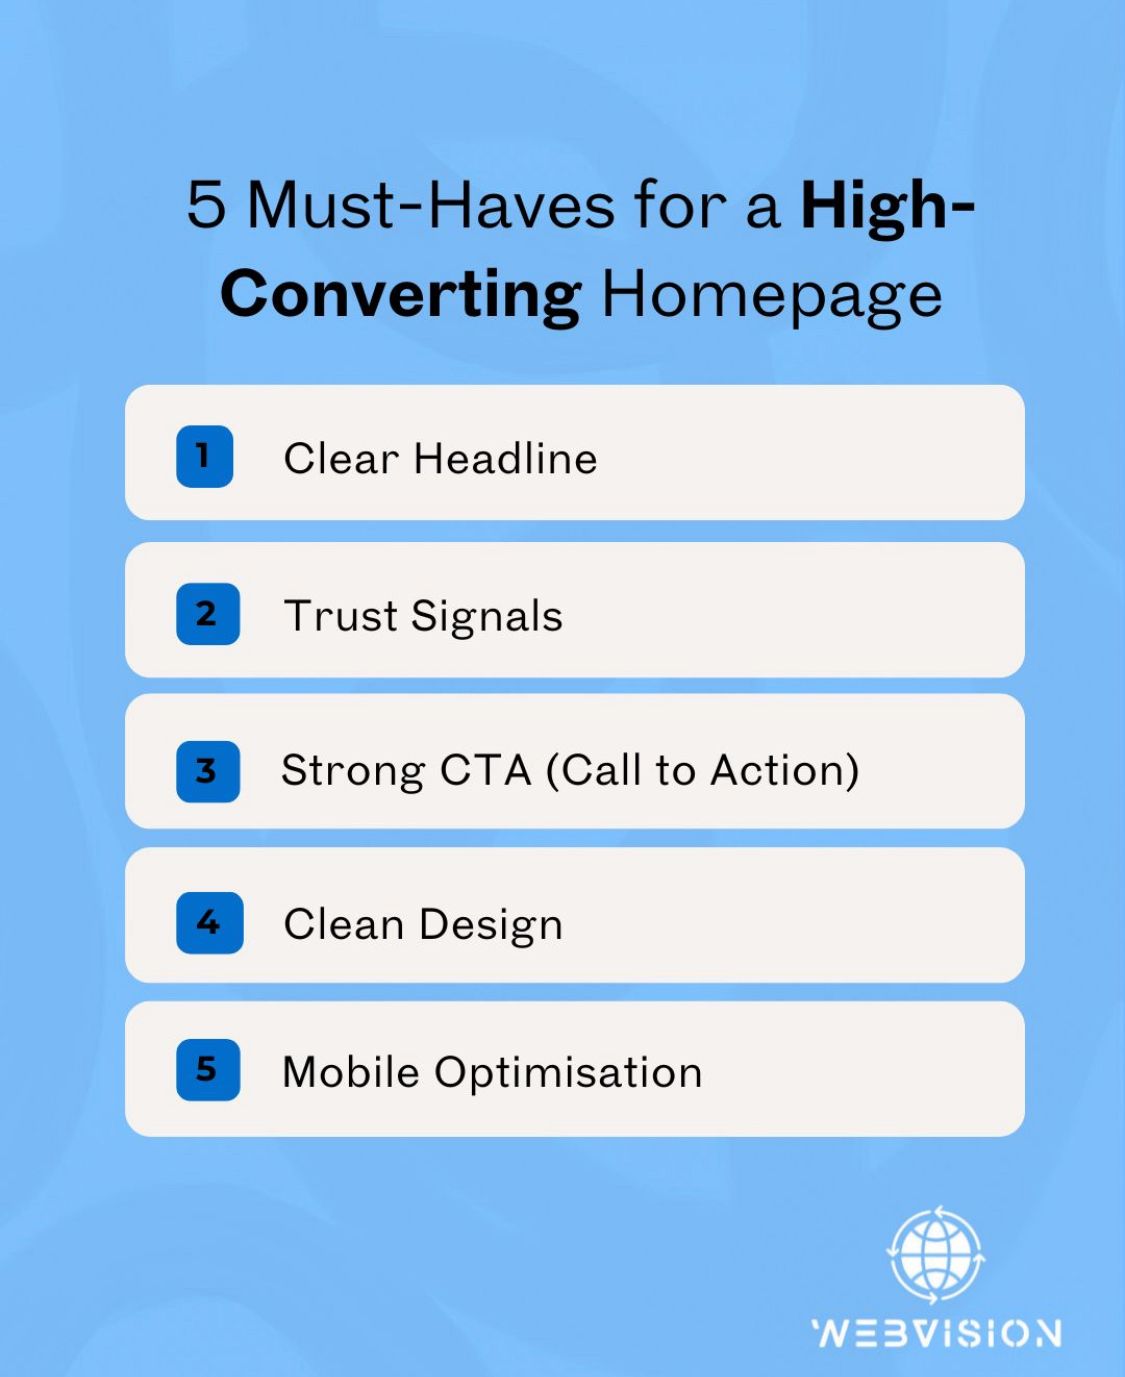 5 Must-Haves for a High-
Converting Homepage
1 Clear Headline
2 Trust Signals
3 Strong CTA (Call to Action)
4 Clean Design
5 Mobile Optimisation
WEBVISION